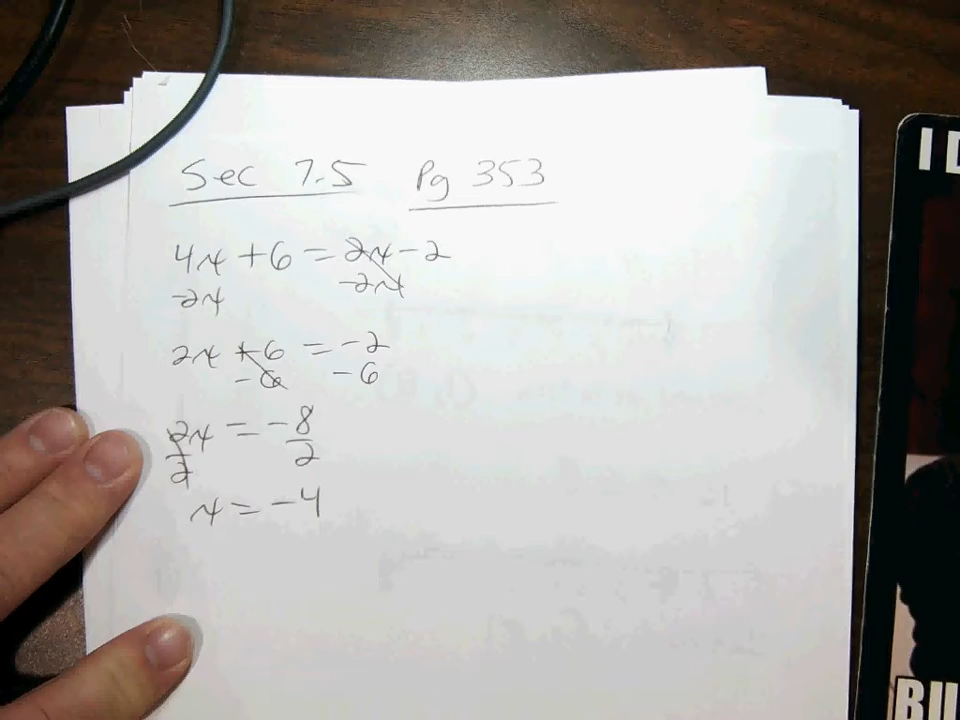 Sec 7.5 Pg 353
4x + 6 = 2x - 2
-2x -2x
2x + 6 = -2
-6 -6
2x = -8
2 2
x = -4
I D
BU